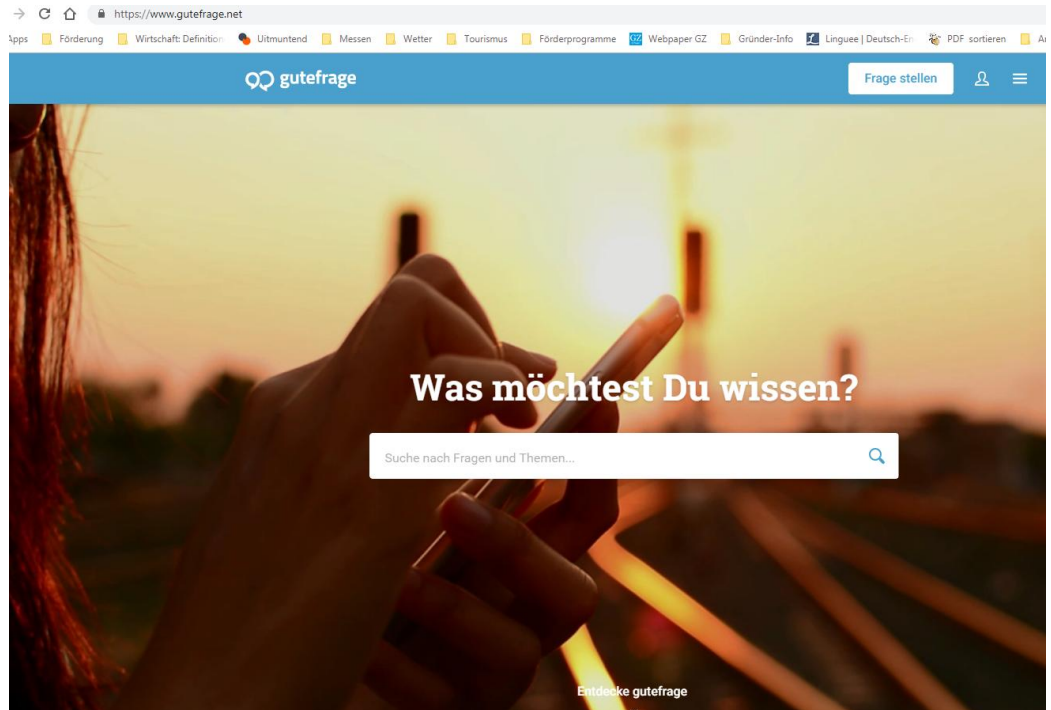 https://www.gutefrage.net
Apps Förderung Wirtschaft: Definition Uitmuntend Messen Wetter Tourismus Förderprogramme GZ Webpaper GZ Gründer-Info L Linguee | Deutsch-En PDF sortieren
gutefrage Frage stellen
Was möchtest Du wissen?
Suche nach Fragen und Themen...
Entdecke gutefrage